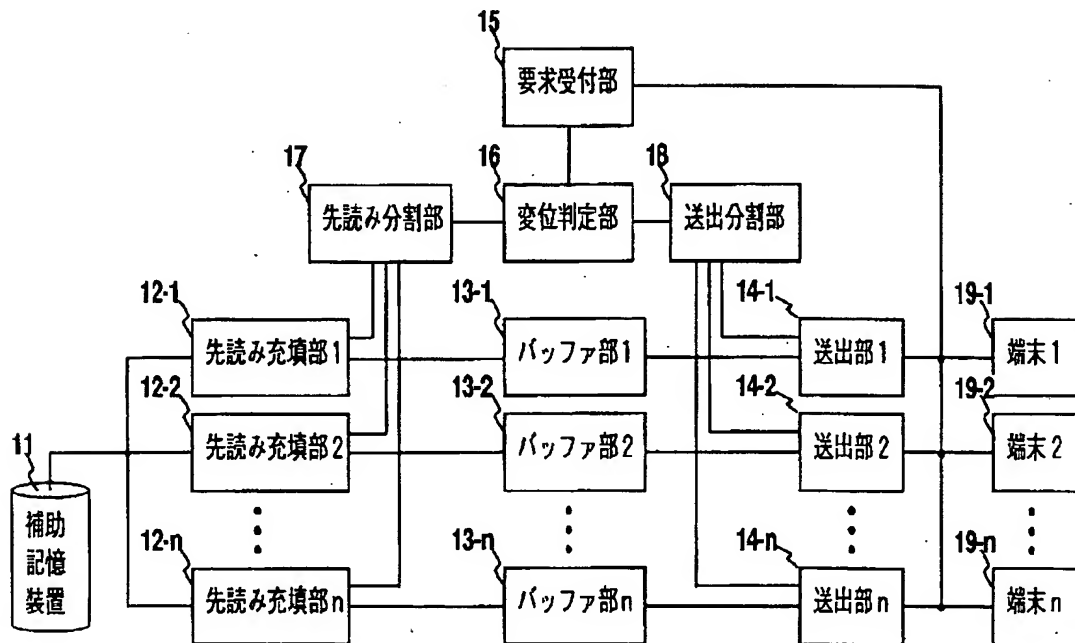 15
要求受付部
17
16
18
先読み分割部
変位判定部
送出分割部
12-1
13-1
14-1
19-1
先読み充填部1
バッファ部1
送出部1
端末1
12-2
13-2
14-2
19-2
先読み充填部2
バッファ部2
送出部2
端末2
11
補助
記憶
装置
12-n
13-n
14-n
19-n
先読み充填部n
バッファ部n
送出部n
端末n